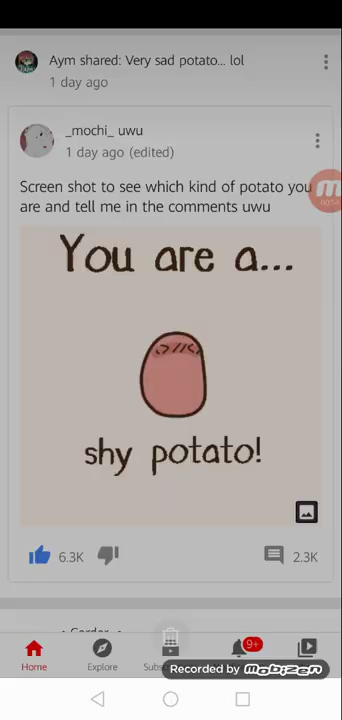 Aym shared: Very sad potato... lol
1 day ago
_mochi_ uwu
1 day ago (edited)
Screen shot to see which kind of potato you
are and tell me in the comments uwu
You are a...
shy potato!
6.3K
2.3K
9+
Home
Explore
Recorded by mobizen